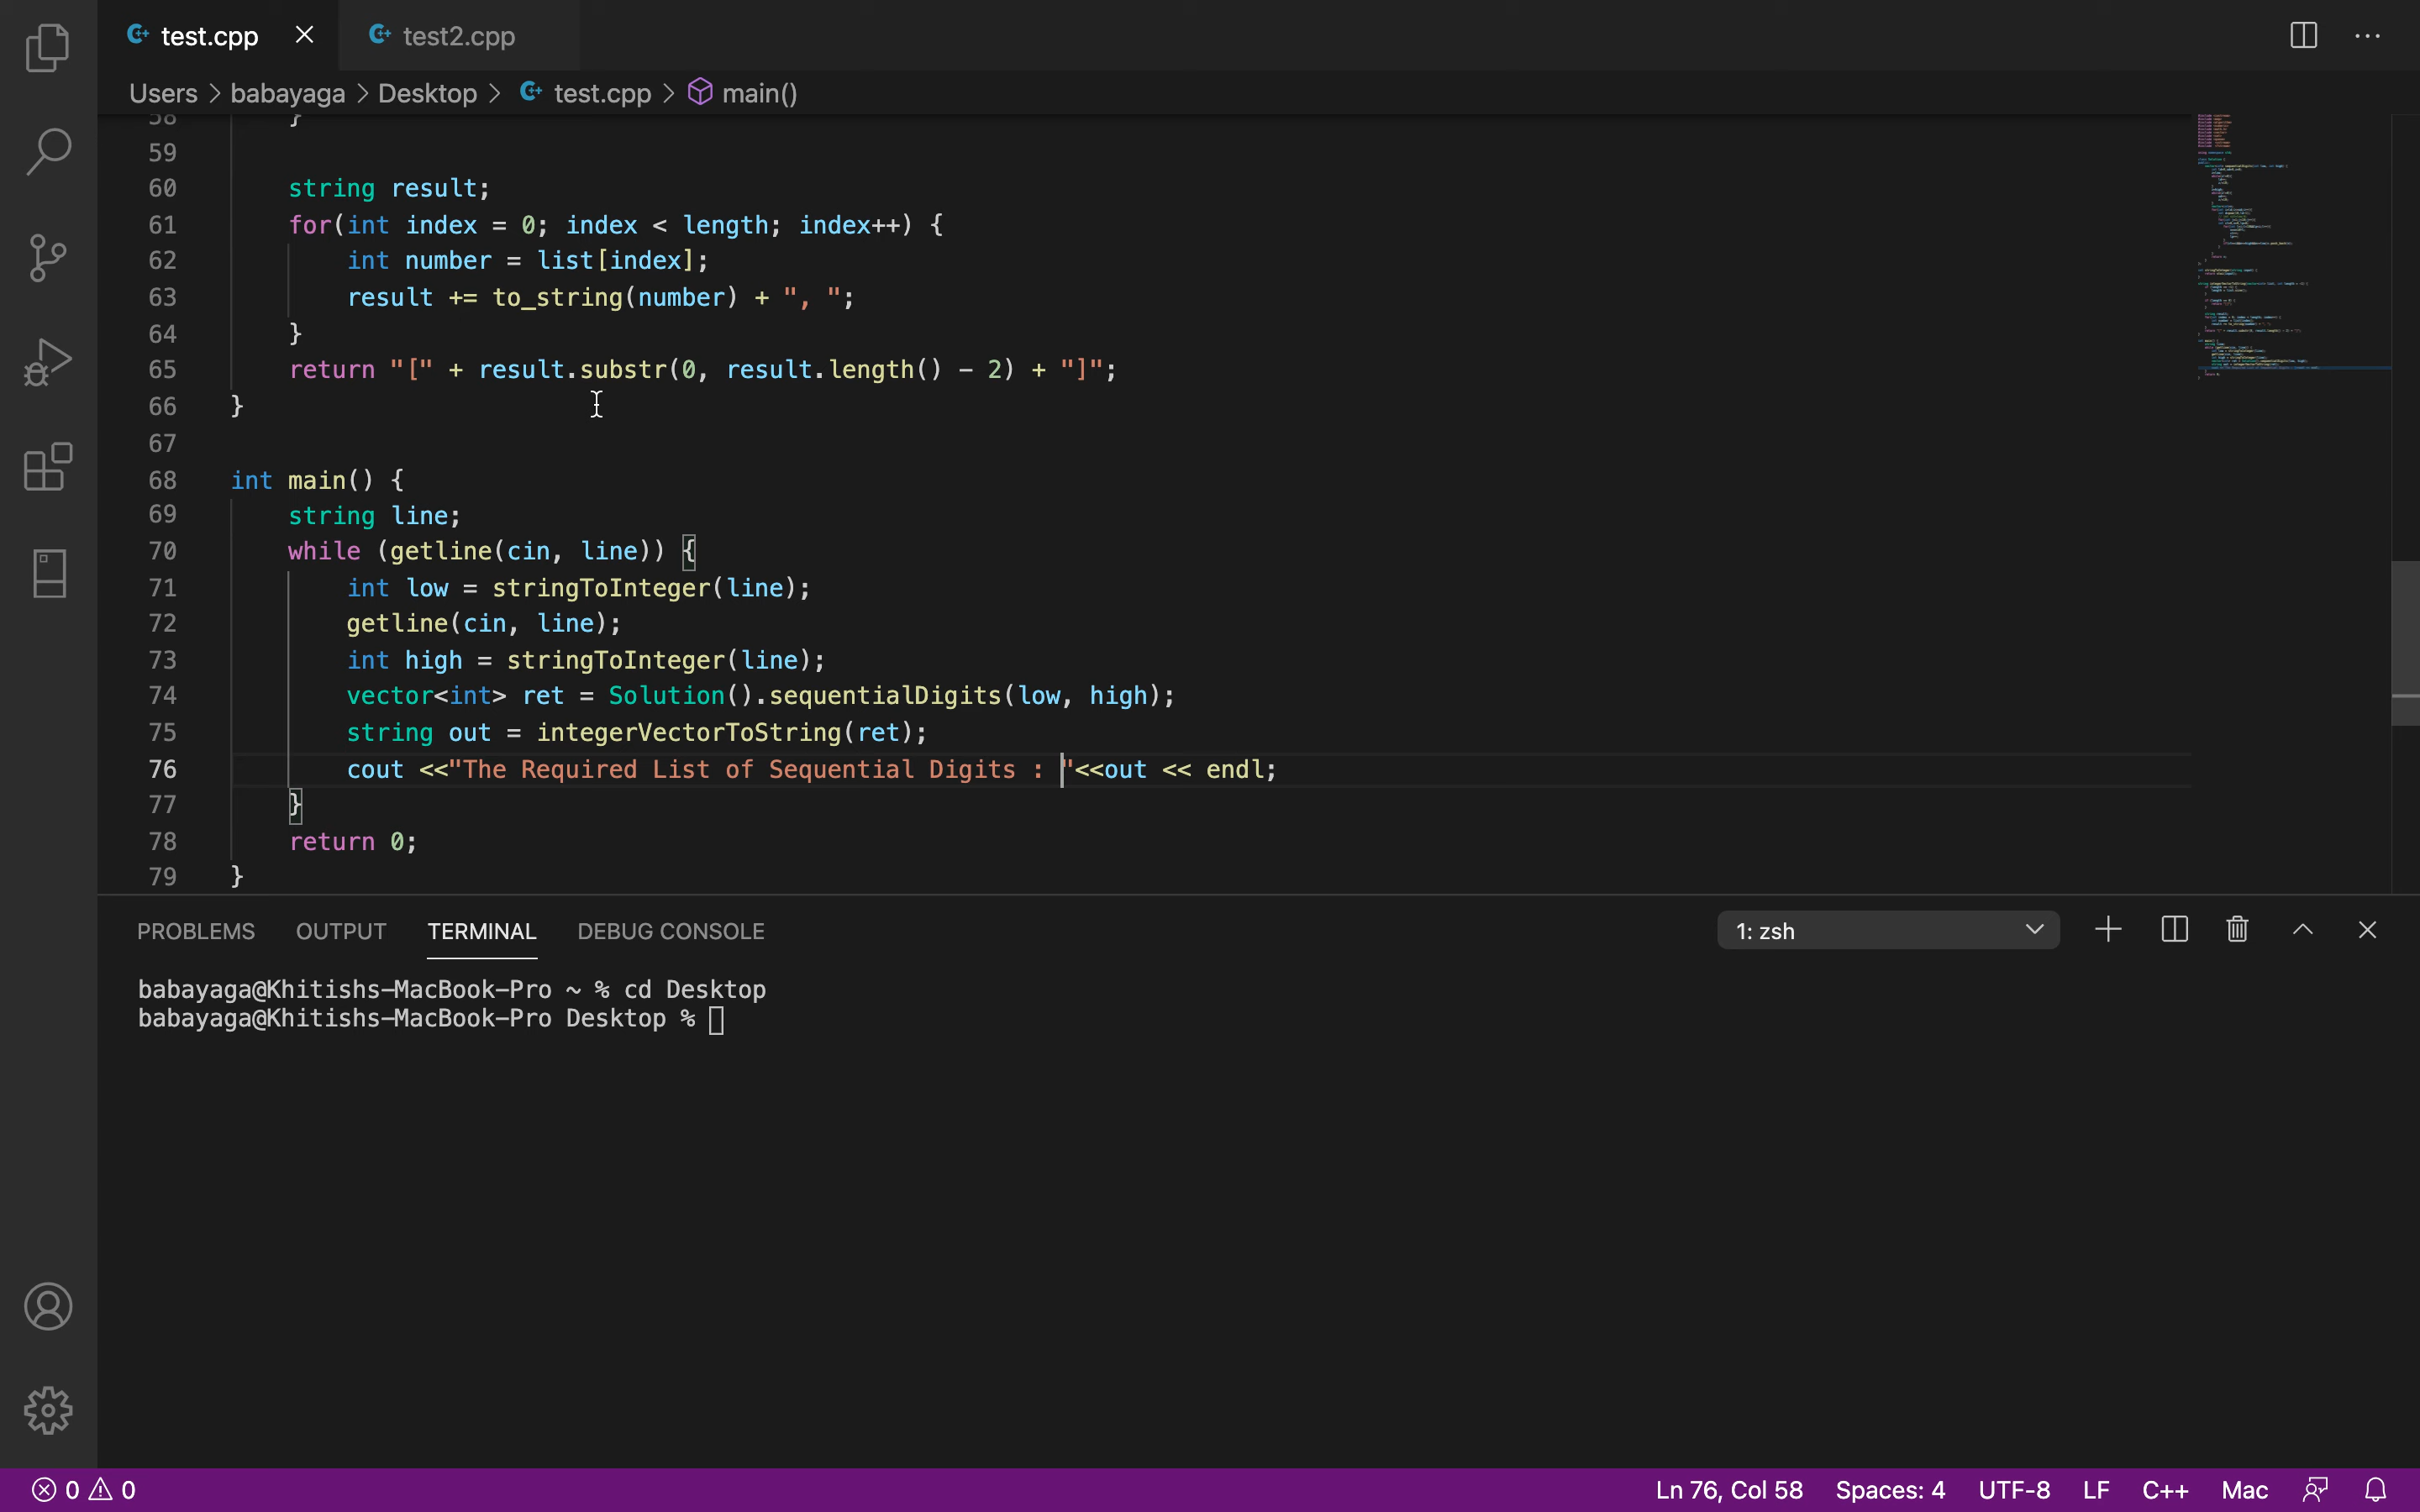 test.cpp
test2.cpp
Users > babayaga > Desktop > test.cpp > main()
58 }
59
60 string result;
61 for(int index = 0; index < length; index++) {
62 int number = list[index];
63 result += to_string(number) + ", ";
64 }
65 return "[" + result.substr(0, result.length() - 2) + "]";
66 }
67
68 int main() {
69 string line;
70 while (getline(cin, line)) {
71 int low = stringToInteger(line);
72 getline(cin, line);
73 int high = stringToInteger(line);
74 vector<int> ret = Solution().sequentialDigits(low, high);
75 string out = integerVectorToString(ret);
76 cout <<"The Required List of Sequential Digits : "<<out << endl;
77 }
78 return 0;
79 }
PROBLEMS OUTPUT TERMINAL DEBUG CONSOLE 1: zsh
babayaga@Khitishs-MacBook-Pro ~ % cd Desktop
babayaga@Khitishs-MacBook-Pro Desktop %
0 0 Ln 76, Col 58 Spaces: 4 UTF-8 LF C++ Mac